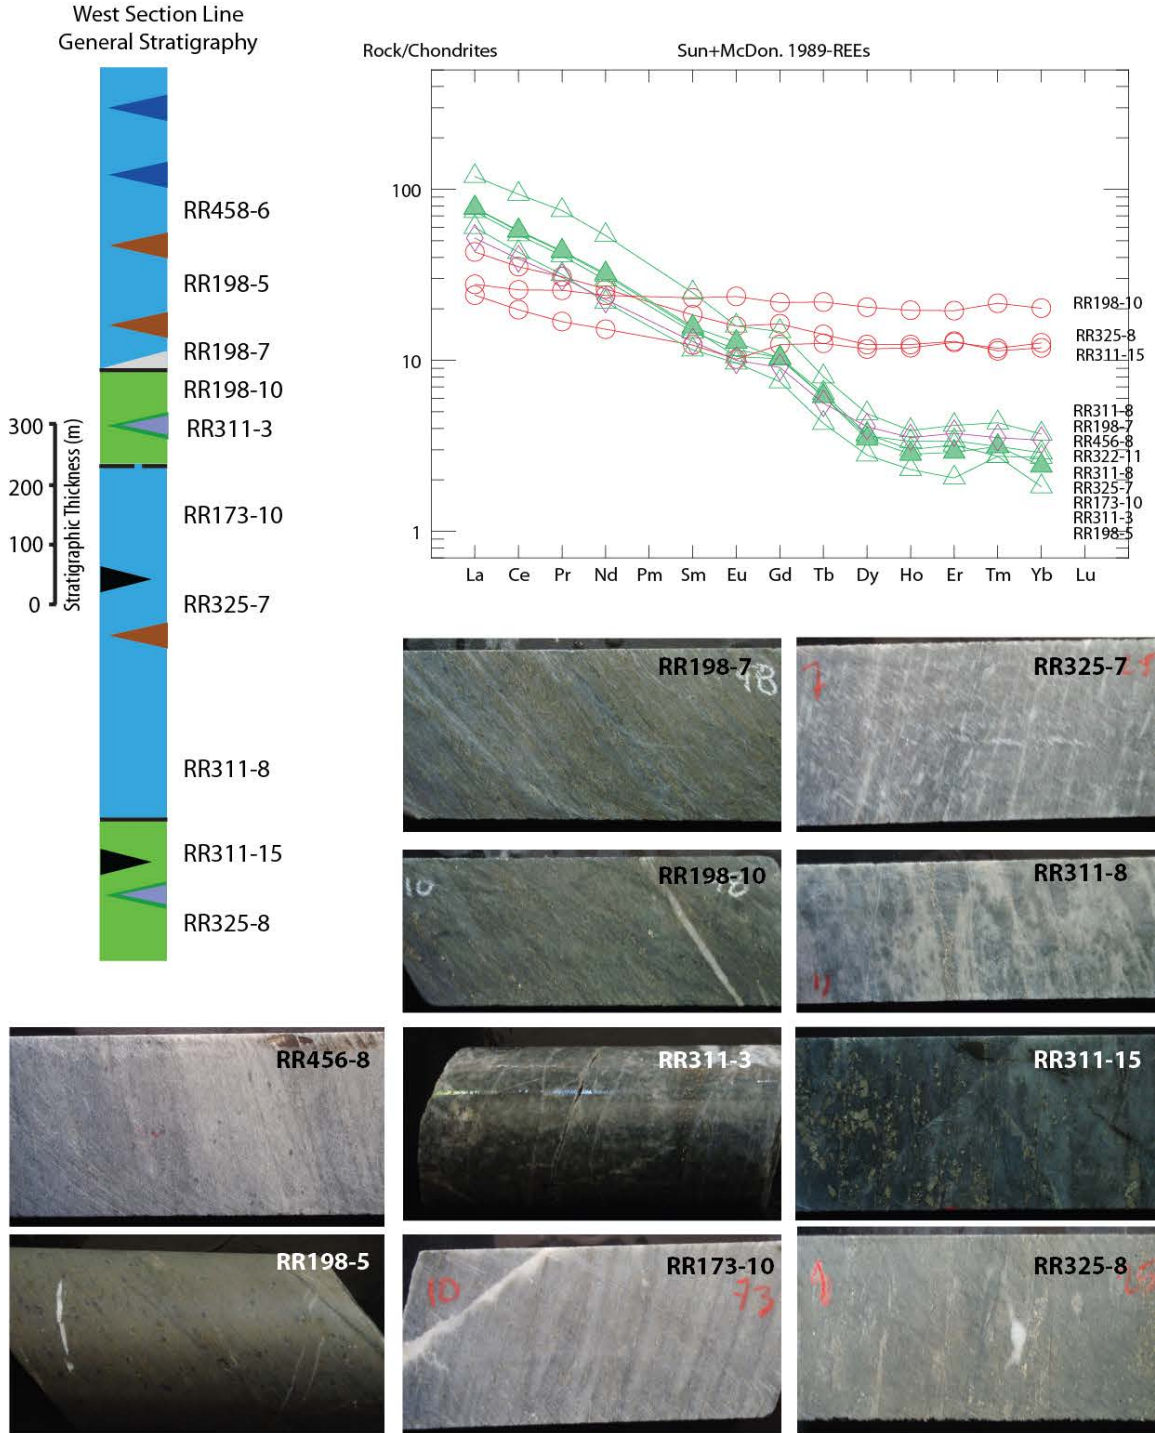 West Section Line
General Stratigraphy
RR458-6
RR198-5
RR198-7
RR198-10
RR311-3
RR173-10
RR325-7
RR311-8
RR311-15
RR325-8
300
200
100
0
Stratigraphic Thickness (m)
Rock/Chondrites
Sun+McDon. 1989-REEs
100
10
1
La Ce Pr Nd Pm Sm Eu Gd Tb Dy Ho Er Tm Yb Lu
RR198-10
RR325-8
RR311-15
RR311-8
RR198-7
RR456-8
RR322-11
RR311-8
RR325-7
RR173-10
RR311-3
RR198-5
RR198-7
RR325-7
RR198-10
10
RR311-8
11
RR456-8
RR311-3
RR311-15
RR198-5
RR173-10
10
73
RR325-8